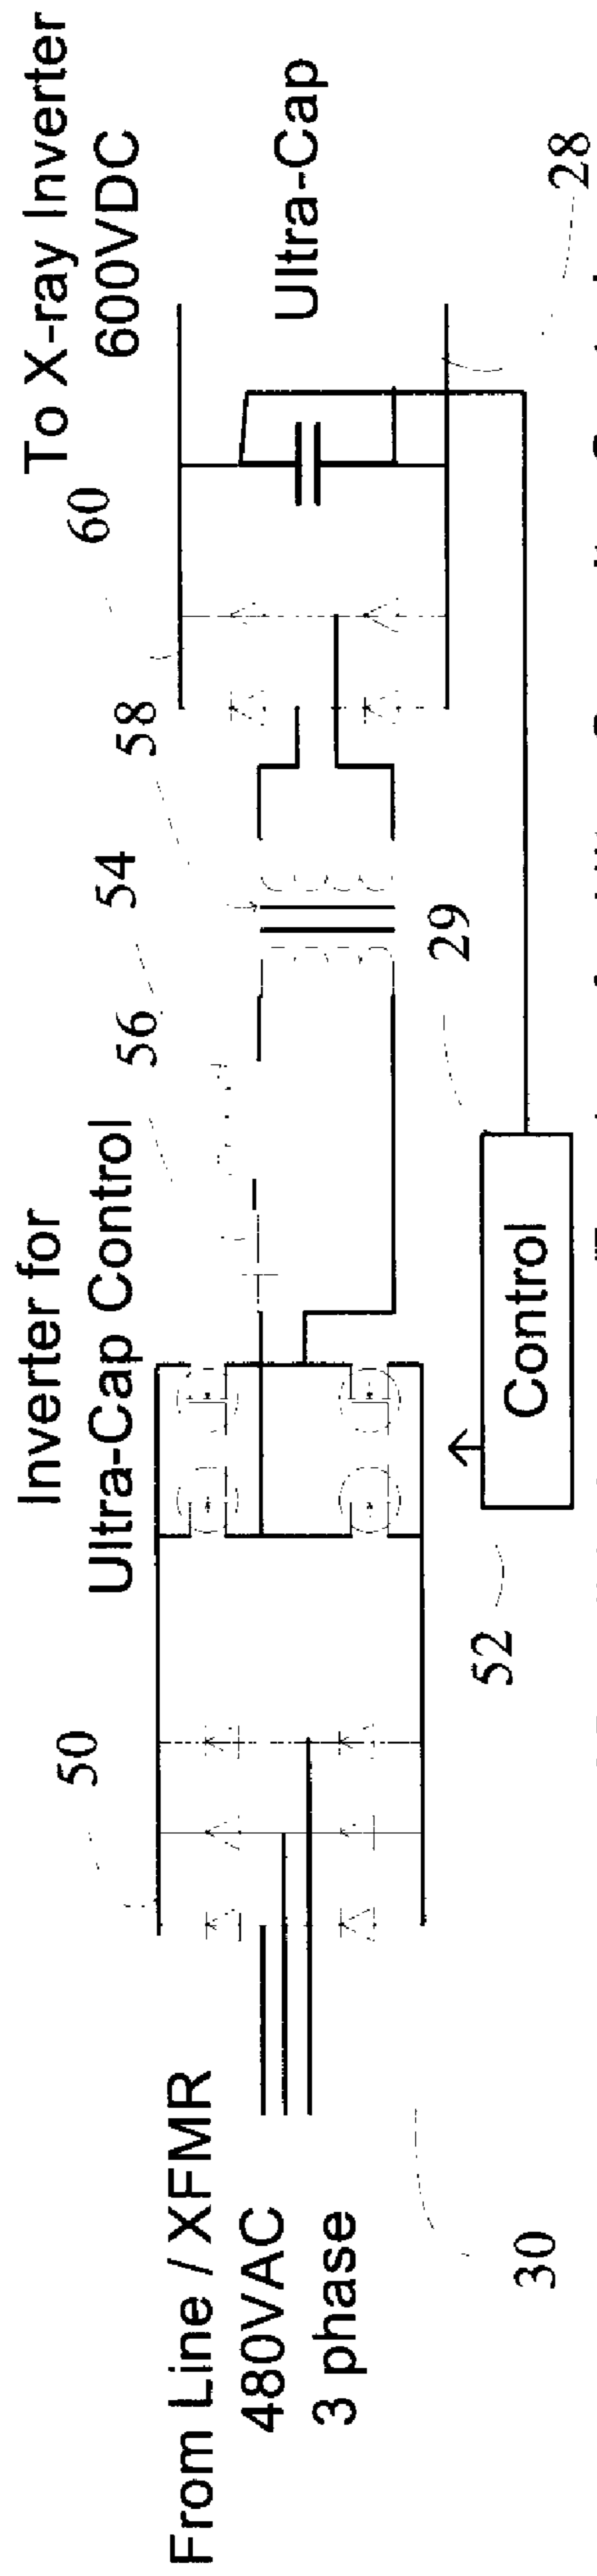 Inverter for
Ultra-Cap Control
To X-ray Inverter
600VDC
Ultra-Cap
From Line / XFMR
480VAC
3 phase
Control
50
56
54
58
60
52
29
30
28